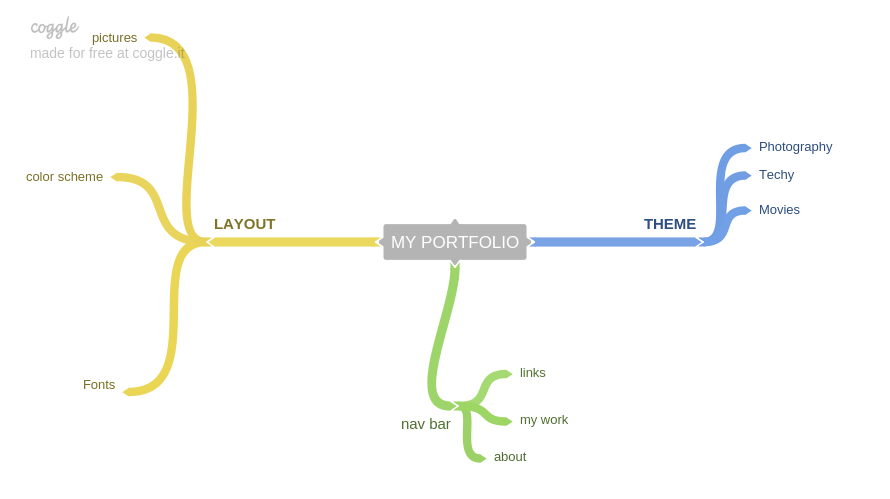 coggle
pictures
made for free at coggle.it
Photography
color scheme
Techy
Movies
LAYOUT
THEME
MY PORTFOLIO
links
Fonts
nav bar
my work
about